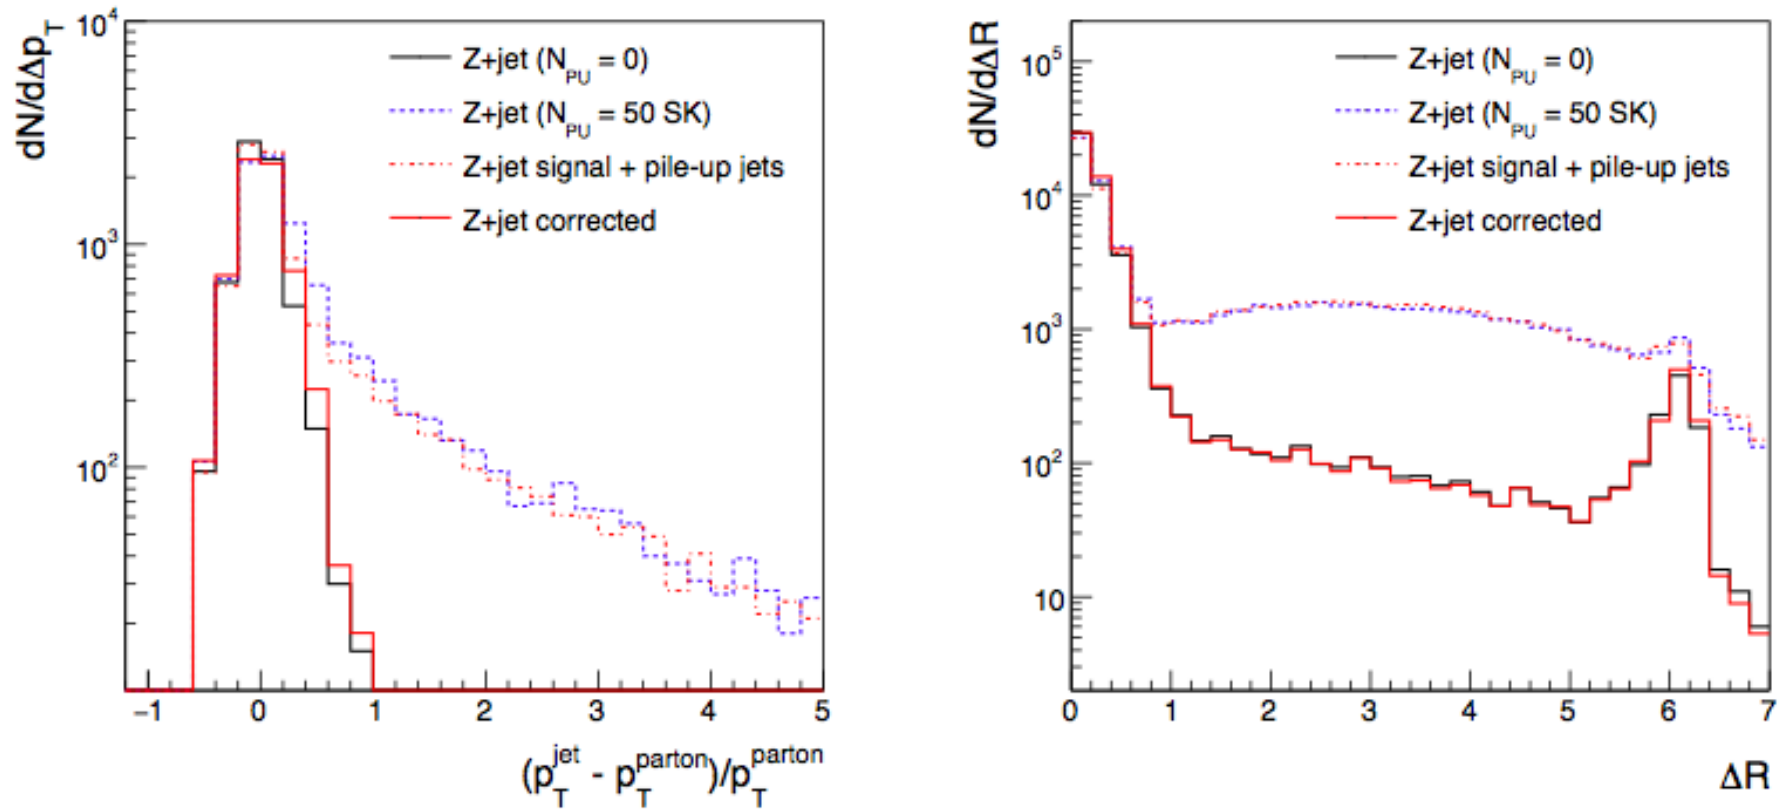 dN/dΔp_T
10^4
10^3
10^2
Z+jet (N_PU = 0)
Z+jet (N_PU = 50 SK)
Z+jet signal + pile-up jets
Z+jet corrected
−1 0 1 2 3 4 5
(p_T^jet - p_T^parton)/p_T^parton
dN/dΔR
10^5
10^4
10^3
10^2
10
Z+jet (N_PU = 0)
Z+jet (N_PU = 50 SK)
Z+jet signal + pile-up jets
Z+jet corrected
0 1 2 3 4 5 6 7
ΔR